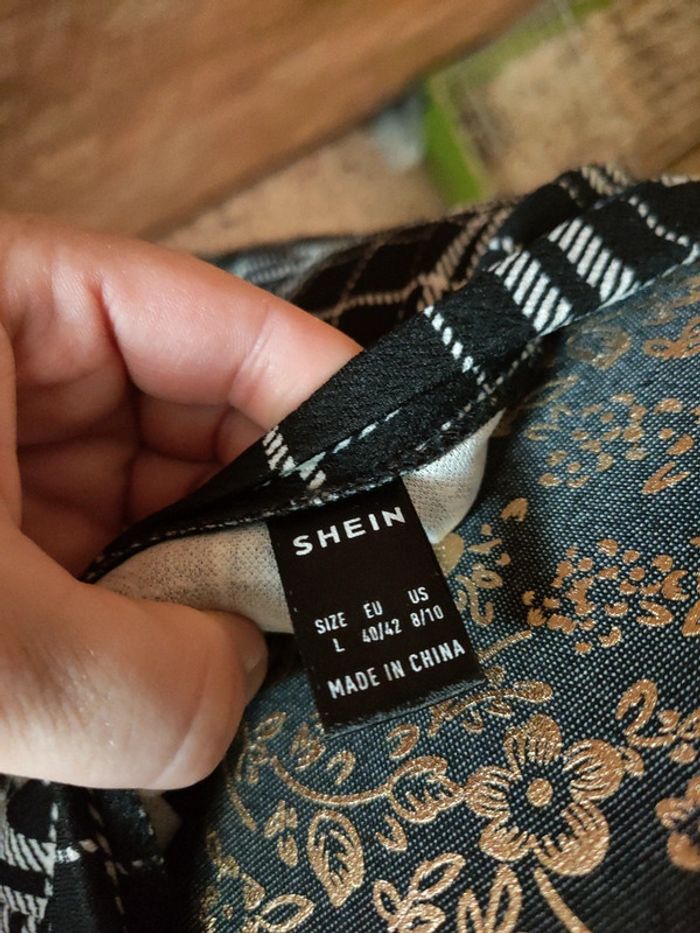 SHEIN
SIZE EU US
L 40/42 8/10
MADE IN CHINA